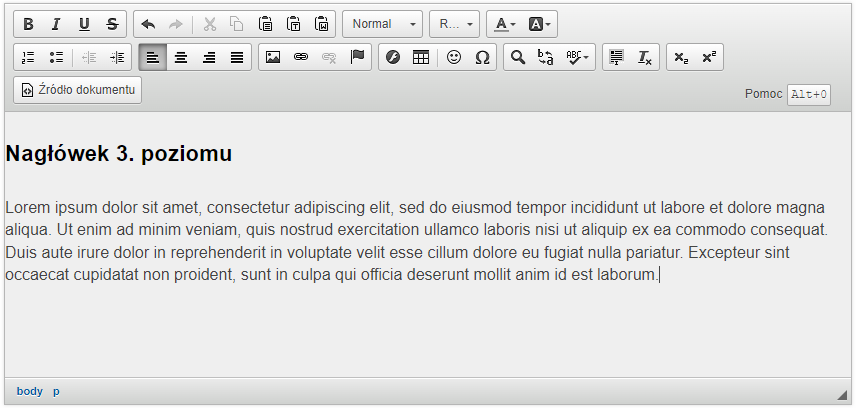 B I U S Normal R... A A
ABC
Źródło dokumentu Pomoc Alt+0
Nagłówek 3. poziomu
Lorem ipsum dolor sit amet, consectetur adipiscing elit, sed do eiusmod tempor incididunt ut labore et dolore magna
aliqua. Ut enim ad minim veniam, quis nostrud exercitation ullamco laboris nisi ut aliquip ex ea commodo consequat.
Duis aute irure dolor in reprehenderit in voluptate velit esse cillum dolore eu fugiat nulla pariatur. Excepteur sint
occaecat cupidatat non proident, sunt in culpa qui officia deserunt mollit anim id est laborum.
body p